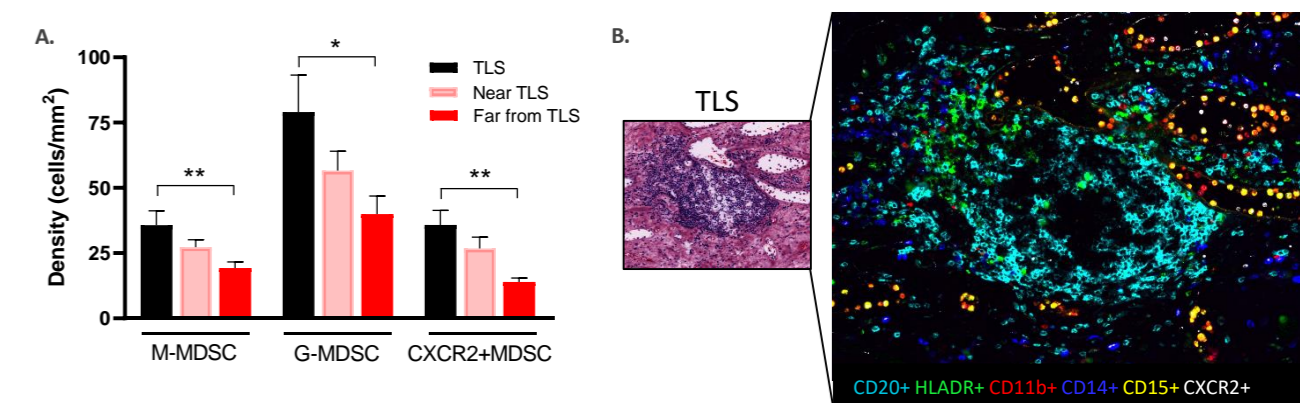 A.
Density (cells/mm²)
100
75
50
25
0
**
*
**
TLS
Near TLS
Far from TLS
M-MDSC
G-MDSC
CXCR2+MDSC
B.
TLS
CD20+ HLADR+ CD11b+ CD14+ CD15+ CXCR2+